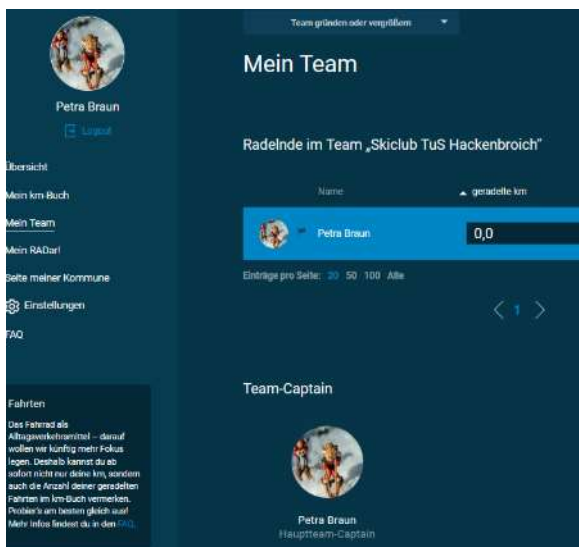 Team gründen oder vergrößern
Mein Team
Petra Braun
Logout
Übersicht
Mein km-Buch
Mein Team
Mein RADar!
Seite meiner Kommune
Einstellungen
FAQ
Fahrten
Das Fahrrad als
Alltagsverkehrsmittel – darauf
wollen wir künftig mehr Fokus
legen. Deshalb kannst du ab
sofort nicht nur deine km, sondern
auch die Anzahl deiner geradelten
Fahrten im km-Buch vermerken.
Probier's am besten gleich aus!
Mehr Infos findest du in den FAQ.
Radelnde im Team „Skiclub TuS Hackenbroich"
Name geradelte km
Petra Braun 0,0
Einträge pro Seite: 20 50 100 Alle
1
Team-Captain
Petra Braun
Hauptteam-Captain